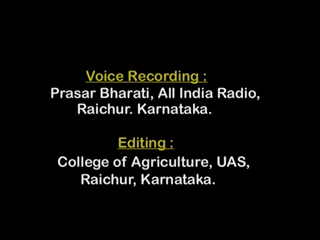 Voice Recording :
Prasar Bharati, All India Radio,
Raichur. Karnataka.
Editing :
College of Agriculture, UAS,
Raichur, Karnataka.